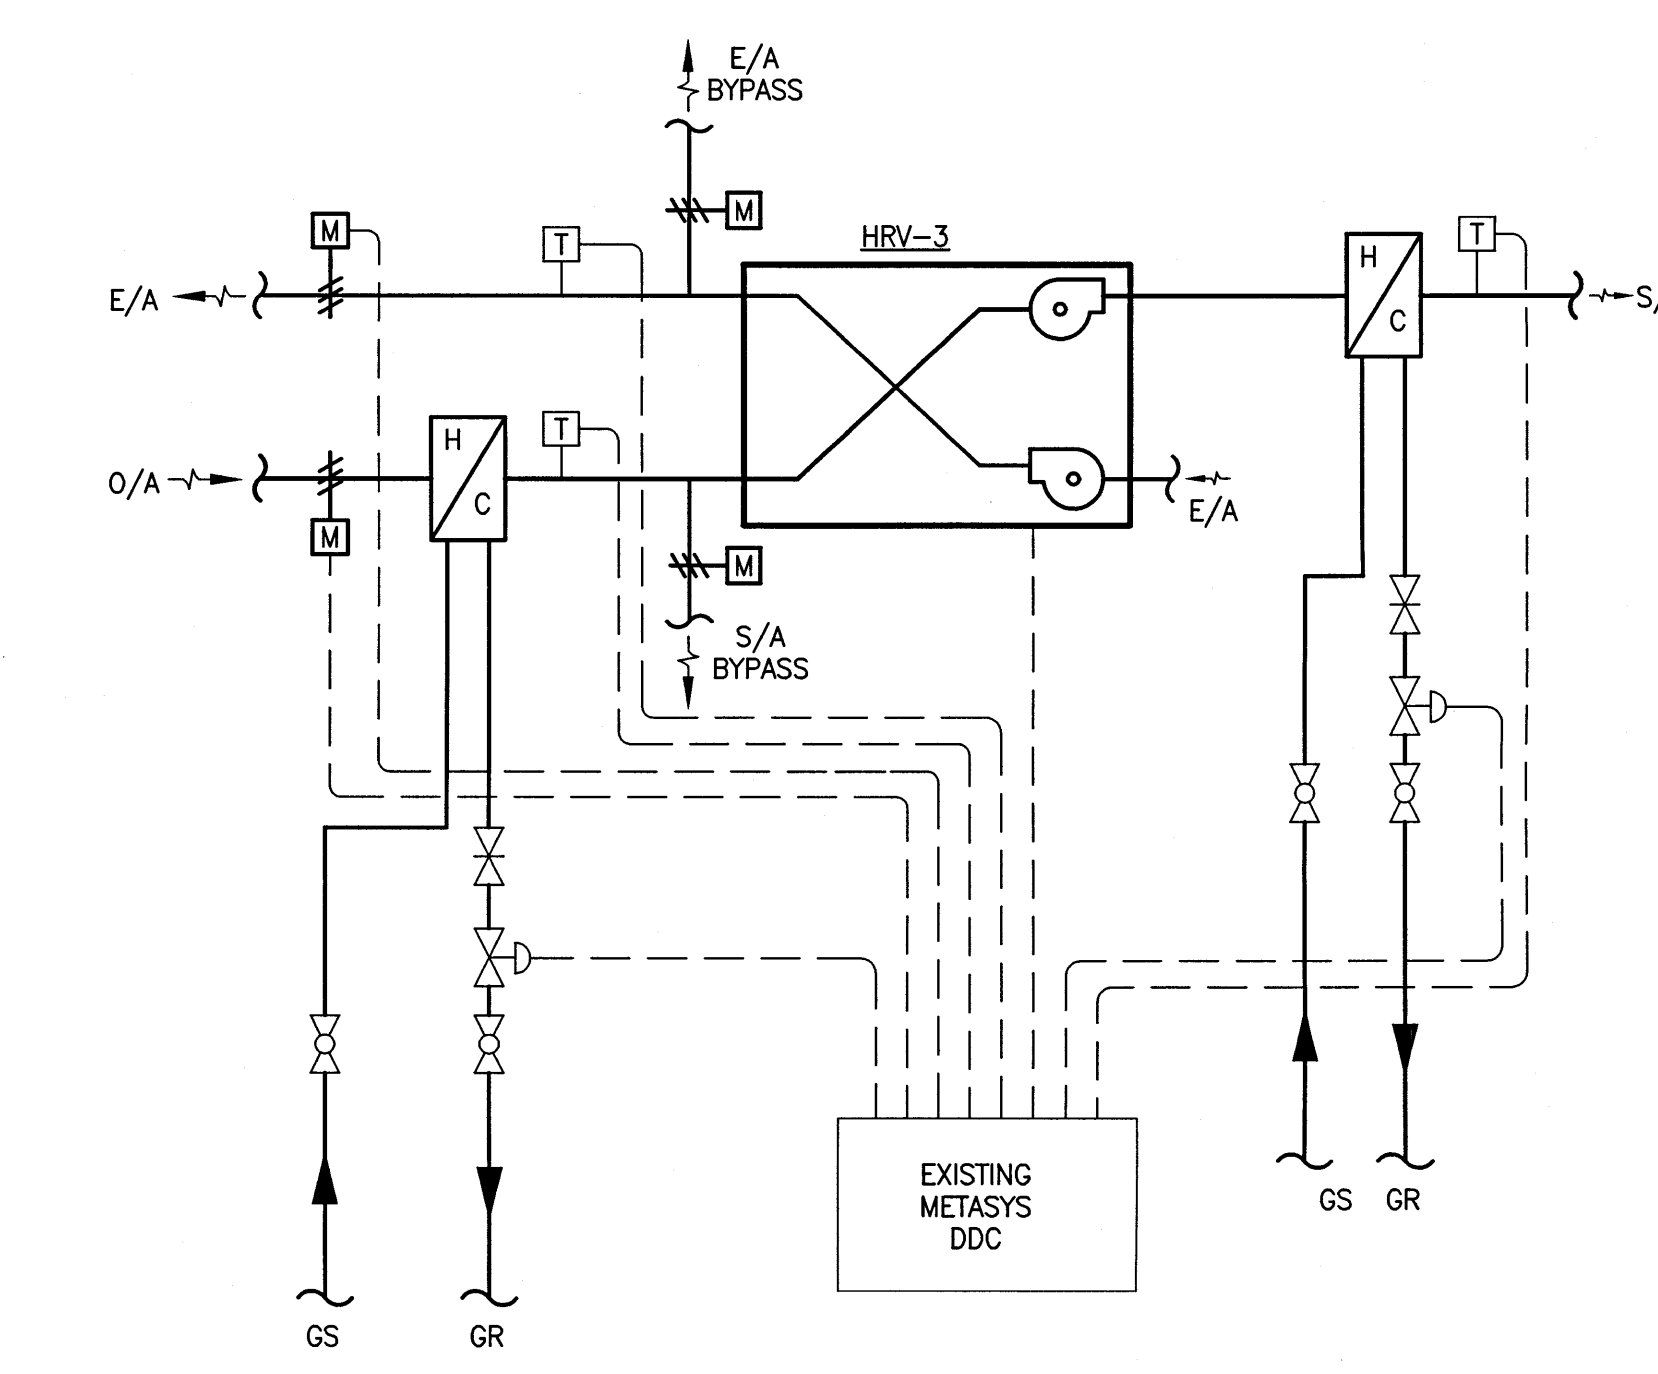 E/A
BYPASS
M
M
T
HRV-3
T
H
C
E/A
S/
H
C
T
O/A
E/A
M
M
S/A
BYPASS
EXISTING
METASYS
DDC
GS
GR
GS
GR